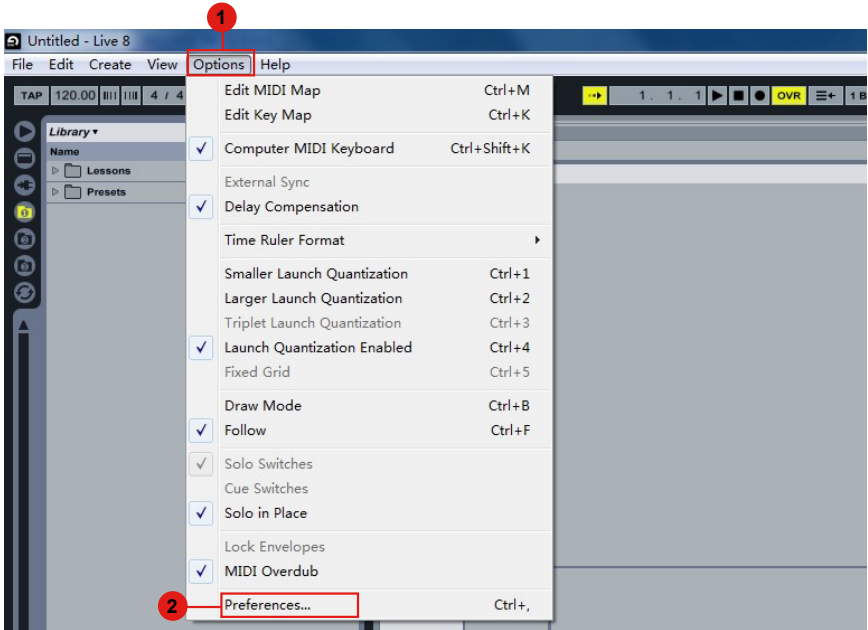 1
Untitled - Live 8
File Edit Create View Options Help
TAP 120.00 4 / 4 1. 1. 1 OVR 1 B
Library
Name
Lessons
Presets
Edit MIDI Map Ctrl+M
Edit Key Map Ctrl+K
Computer MIDI Keyboard Ctrl+Shift+K
External Sync
Delay Compensation
Time Ruler Format
Smaller Launch Quantization Ctrl+1
Larger Launch Quantization Ctrl+2
Triplet Launch Quantization Ctrl+3
Launch Quantization Enabled Ctrl+4
Fixed Grid Ctrl+5
Draw Mode Ctrl+B
Follow Ctrl+F
Solo Switches
Cue Switches
Solo in Place
Lock Envelopes
MIDI Overdub
2 Preferences... Ctrl+,